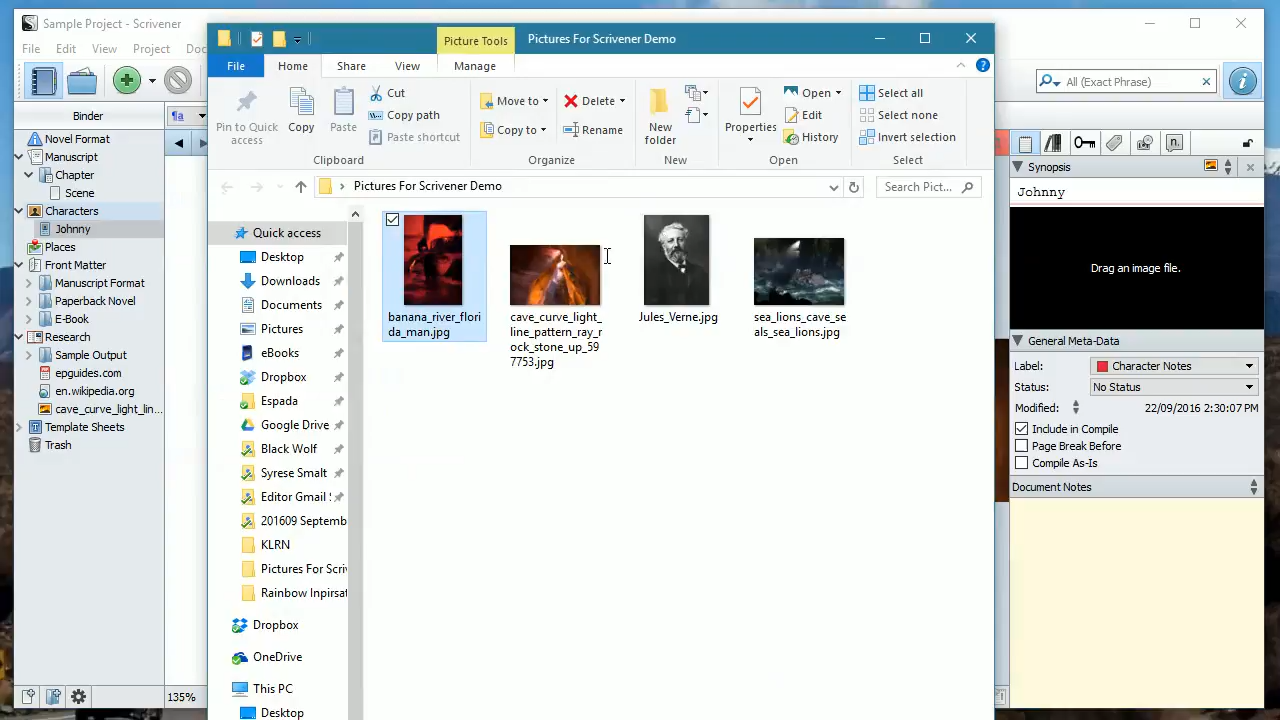 Sample Project - Scrivener
File Edit View Project
Picture Tools
Pictures For Scrivener Demo
File Home Share View Manage
Pin to Quick
access
Copy
Paste
Cut
Copy path
Paste shortcut
Clipboard
Move to
Copy to
Delete
Rename
Organize
New
folder
New
Properties
Open
Edit
History
Open
Select all
Select none
Invert selection
Select
Pictures For Scrivener Demo
Search Pict...
All (Exact Phrase)
Binder
Novel Format
Manuscript
Chapter
Scene
Characters
Johnny
Places
Front Matter
Manuscript Format
Paperback Novel
E-Book
Research
Sample Output
epguides.com
en.wikipedia.org
cave_curve_light_lin...
Template Sheets
Trash
135%
Quick access
Desktop
Downloads
Documents
Pictures
eBooks
Dropbox
Espada
Google Drive
Black Wolf
Syrese Smalt
Editor Gmail
201609 Septemb
KLRN
Pictures For Scriv
Rainbow Inpirsat
Dropbox
OneDrive
This PC
Desktop
banana_river_flori
da_man.jpg
cave_curve_light_
line_pattern_ray_r
ock_stone_up_59
7753.jpg
Jules_Verne.jpg
sea_lions_cave_se
als_sea_lions.jpg
Synopsis
Johnny
Drag an image file.
General Meta-Data
Label: Character Notes
Status: No Status
Modified: 22/09/2016 2:30:07 PM
Include in Compile
Page Break Before
Compile As-Is
Document Notes